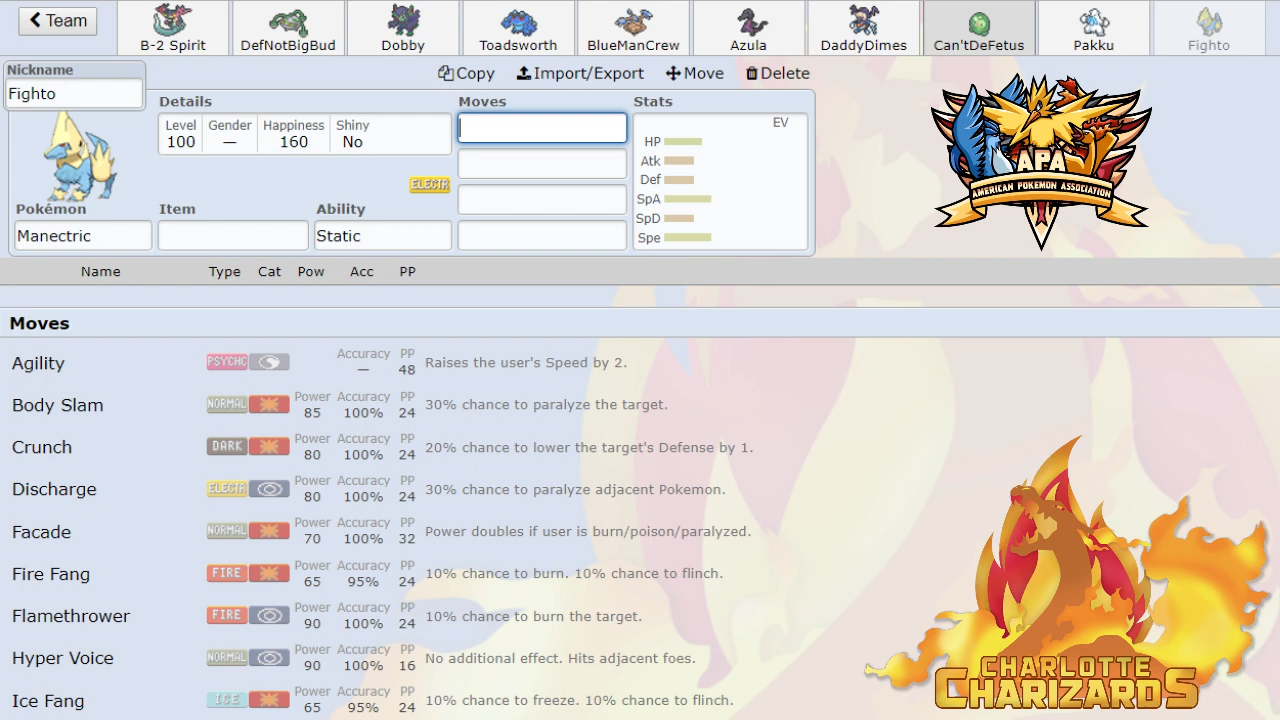 Team
B-2 Spirit DefNotBigBud Dobby Toadsworth BlueManCrew Azula DaddyDimes Can'tDeFetus Pakku Fighto
Nickname
Fighto
Copy Import/Export Move Delete
Details Moves Stats
Level Gender Happiness Shiny
100 — 160 No
EV
HP
Atk
Def
SpA
SpD
Spe
ELECTR
Pokémon Item Ability
Manectric Static
APA
AMERICAN POKEMON ASSOCIATION
Name Type Cat Pow Acc PP
Moves
Agility PSYCHC Accuracy — PP 48 Raises the user's Speed by 2.
Body Slam NORMAL Power 85 Accuracy 100% PP 24 30% chance to paralyze the target.
Crunch DARK Power 80 Accuracy 100% PP 24 20% chance to lower the target's Defense by 1.
Discharge ELECTR Power 80 Accuracy 100% PP 24 30% chance to paralyze adjacent Pokemon.
Facade NORMAL Power 70 Accuracy 100% PP 32 Power doubles if user is burn/poison/paralyzed.
Fire Fang FIRE Power 65 Accuracy 95% PP 24 10% chance to burn. 10% chance to flinch.
Flamethrower FIRE Power 90 Accuracy 100% PP 24 10% chance to burn the target.
Hyper Voice NORMAL Power 90 Accuracy 100% PP 16 No additional effect. Hits adjacent foes.
Ice Fang ICE Power 65 Accuracy 95% PP 24 10% chance to freeze. 10% chance to flinch.
CHARLOTTE
CHARIZARDS